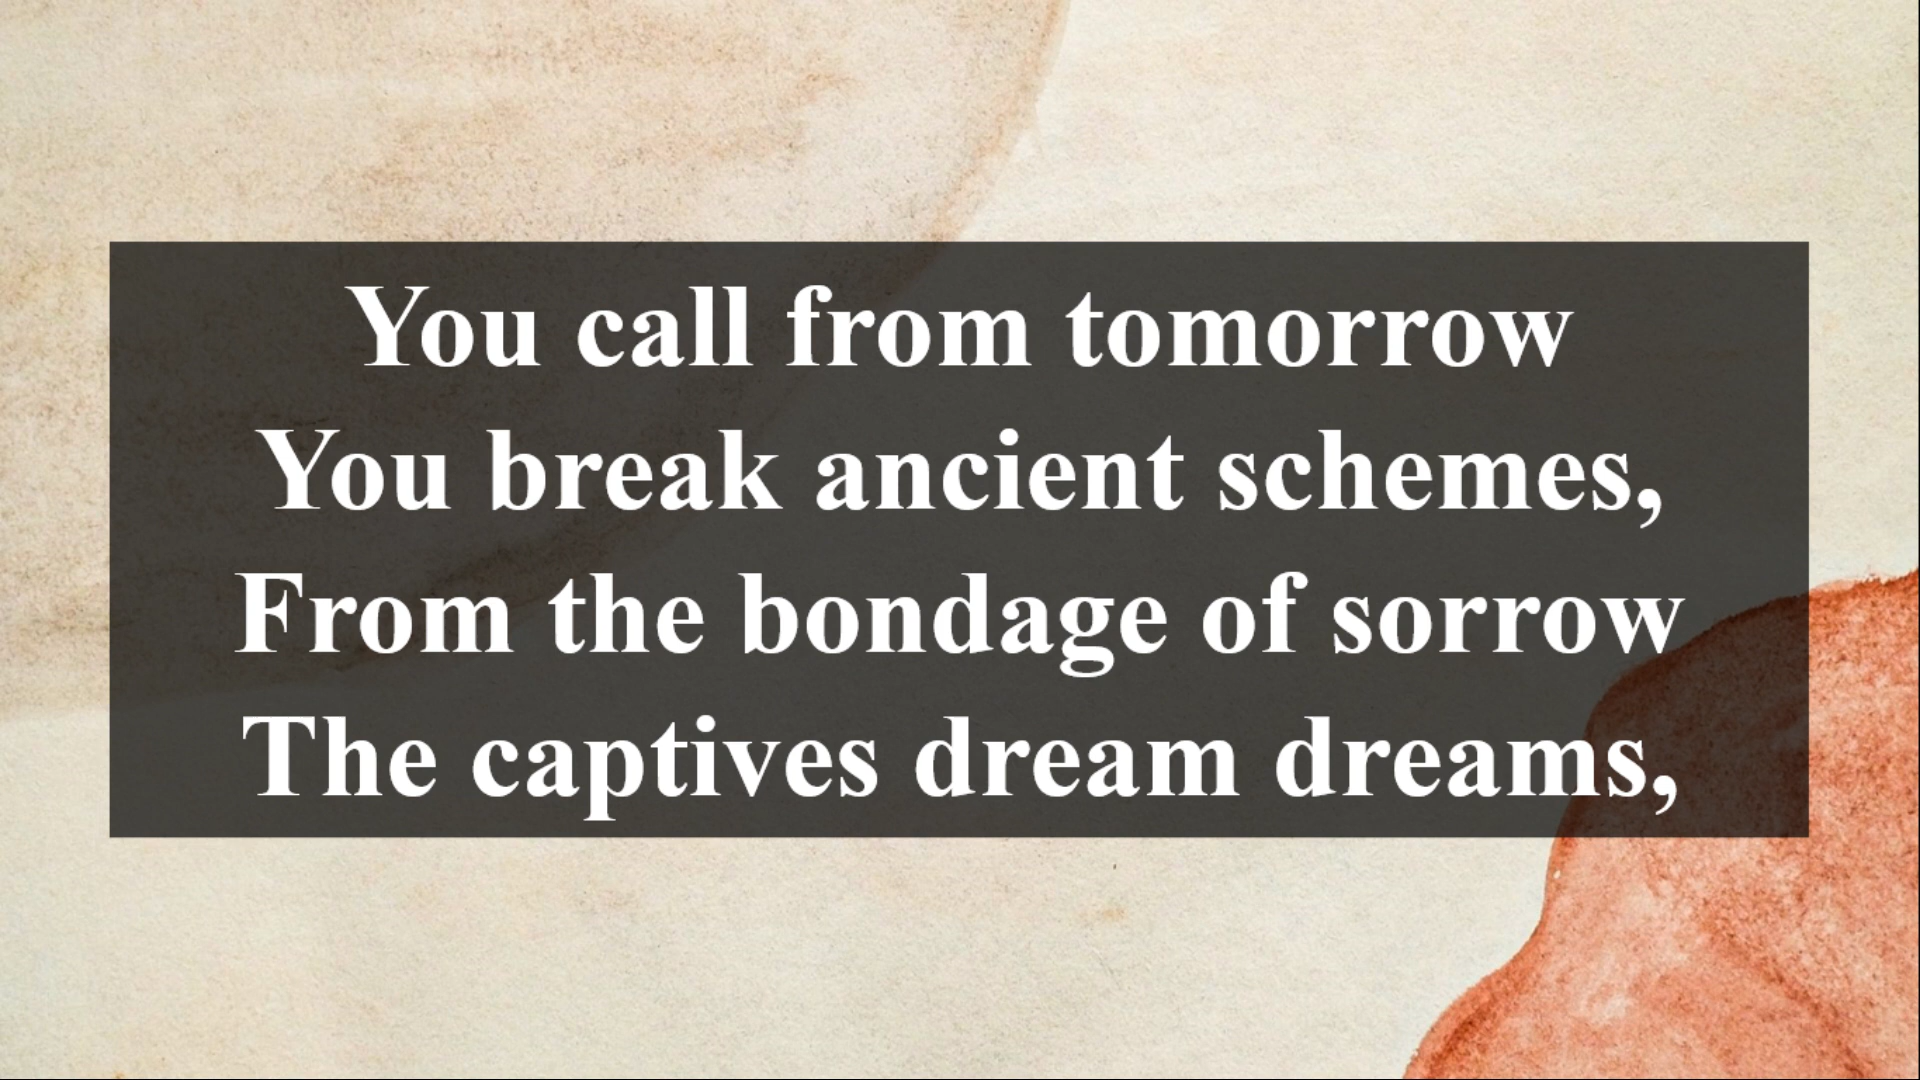 You call from tomorrow
You break ancient schemes,
From the bondage of sorrow
The captives dream dreams,